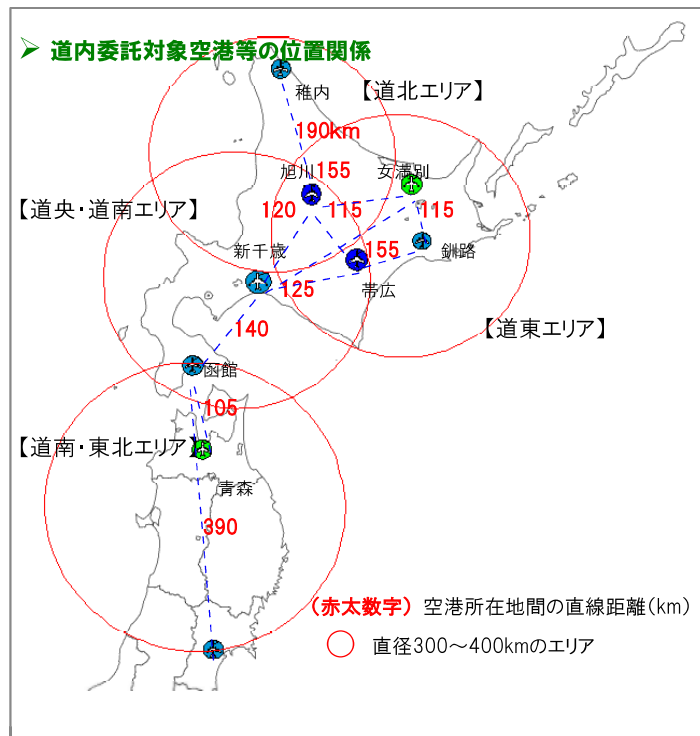 ➤ 道内委託対象空港等の位置関係
稚内
【道北エリア】
190km
旭川
155
女満別
【道央・道南エリア】
120
115
115
新千歳
155
釧路
125
帯広
140
【道東エリア】
函館
105
【道南・東北エリア】
青森
390
(赤太数字) 空港所在地間の直線距離(km)
直径300～400kmのエリア